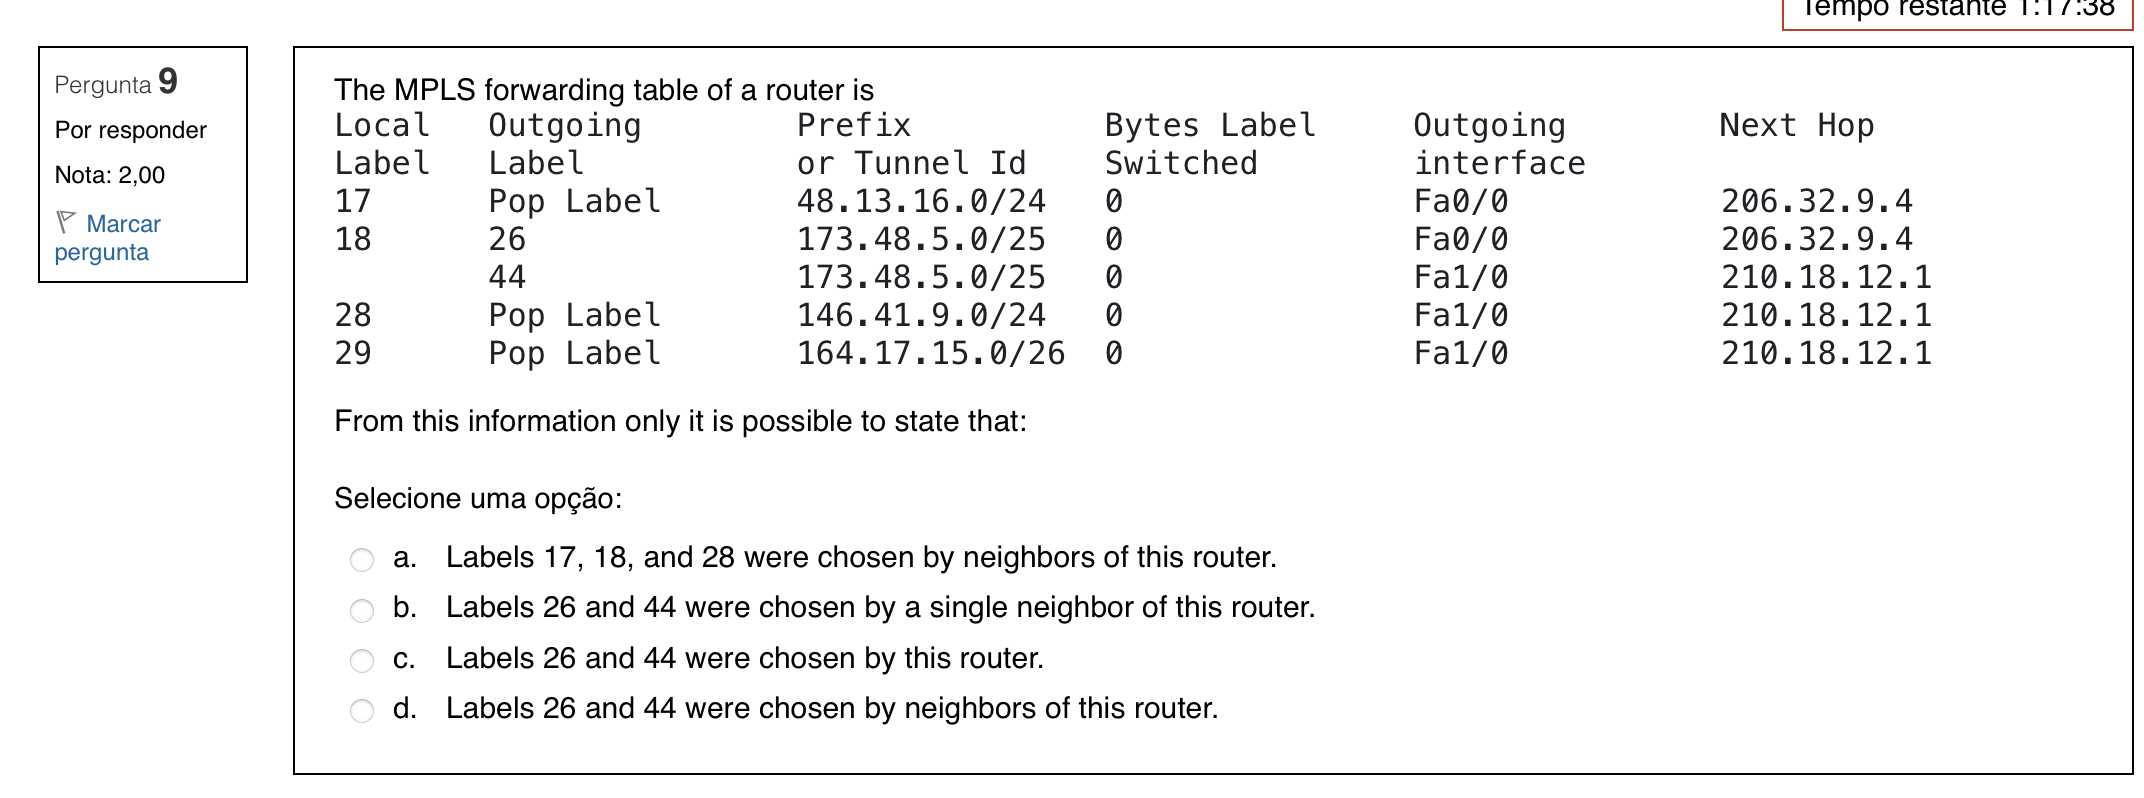 Tempo restante 1:17:38
Pergunta 9
Por responder
Nota: 2,00
Marcar
pergunta
The MPLS forwarding table of a router is
Local Outgoing Prefix Bytes Label Outgoing Next Hop
Label Label or Tunnel Id Switched interface
17 Pop Label 48.13.16.0/24 0 Fa0/0 206.32.9.4
18 26 173.48.5.0/25 0 Fa0/0 206.32.9.4
44 173.48.5.0/25 0 Fa1/0 210.18.12.1
28 Pop Label 146.41.9.0/24 0 Fa1/0 210.18.12.1
29 Pop Label 164.17.15.0/26 0 Fa1/0 210.18.12.1
From this information only it is possible to state that:
Selecione uma opção:
a. Labels 17, 18, and 28 were chosen by neighbors of this router.
b. Labels 26 and 44 were chosen by a single neighbor of this router.
c. Labels 26 and 44 were chosen by this router.
d. Labels 26 and 44 were chosen by neighbors of this router.